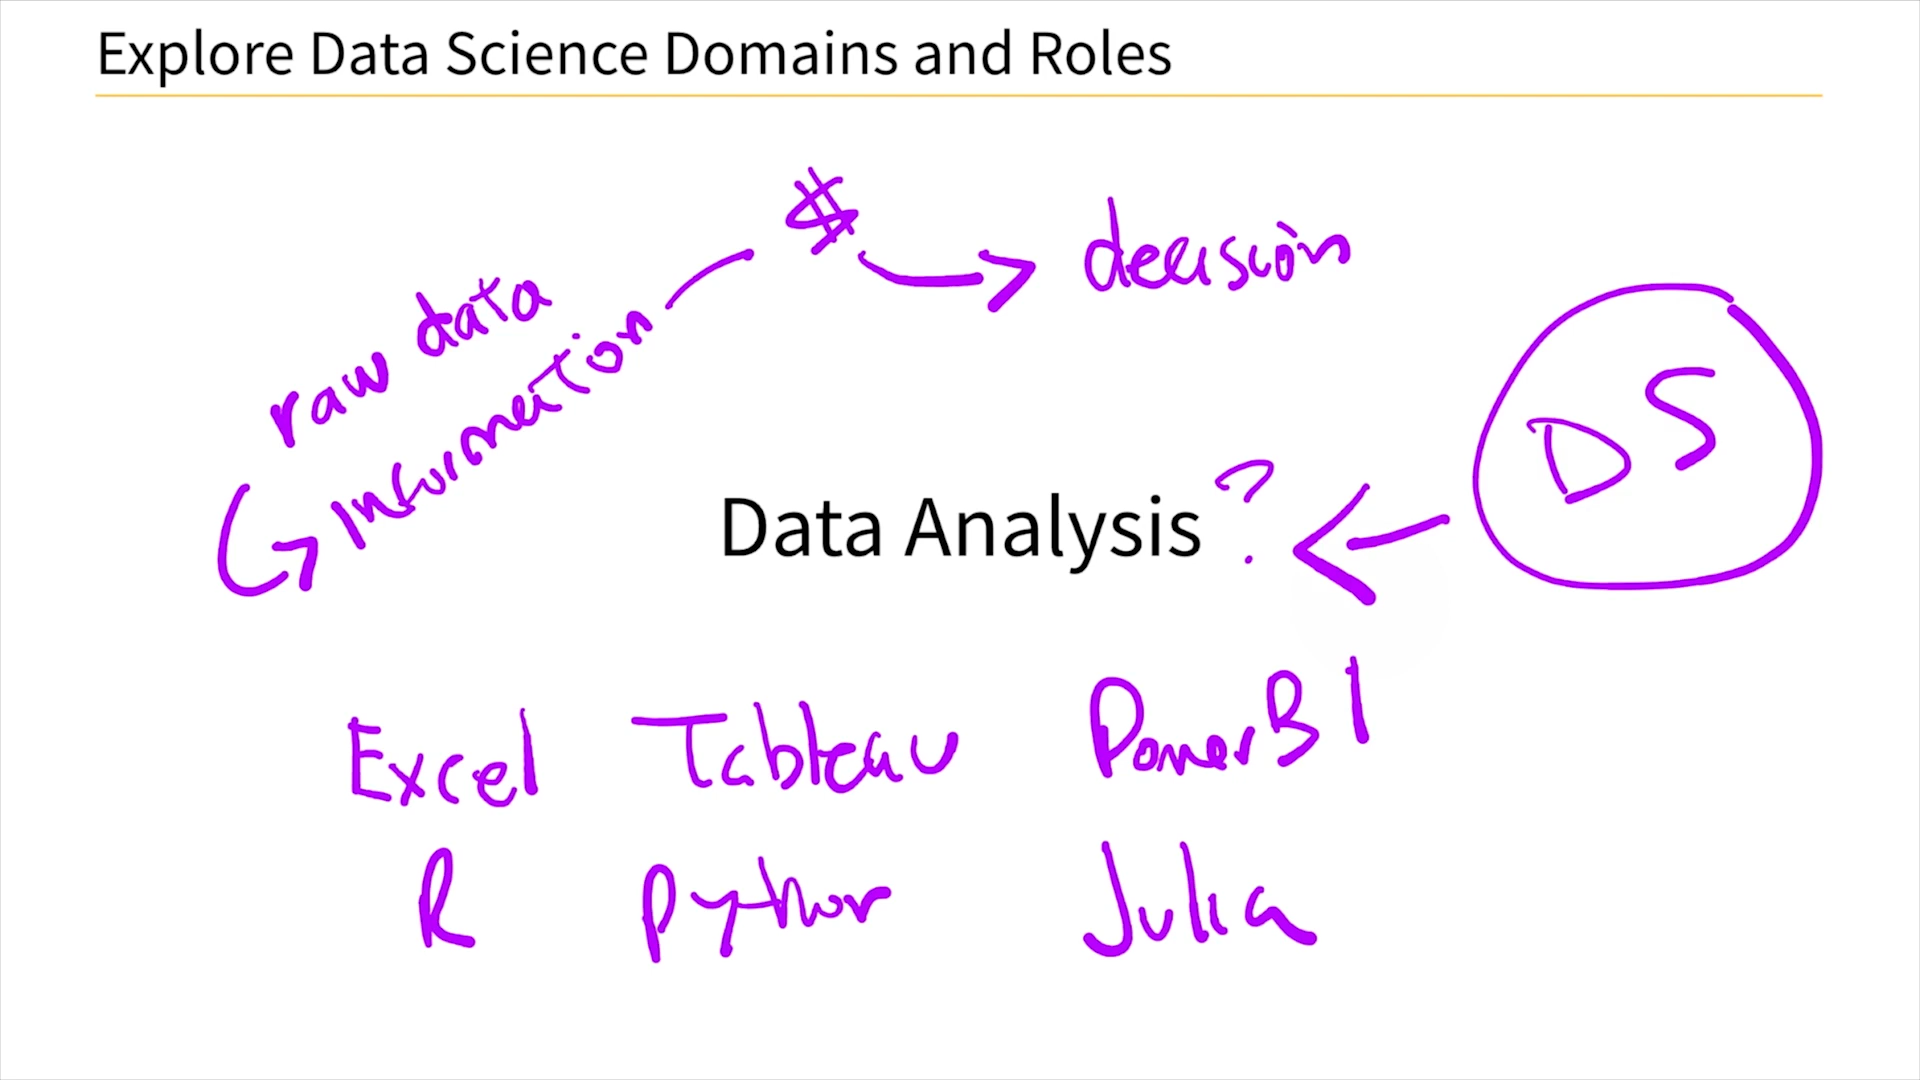 Explore Data Science Domains and Roles
$
decision
raw data
Information
DS
Data Analysis ?
Excel Tableau PowerBI
R Python Julia